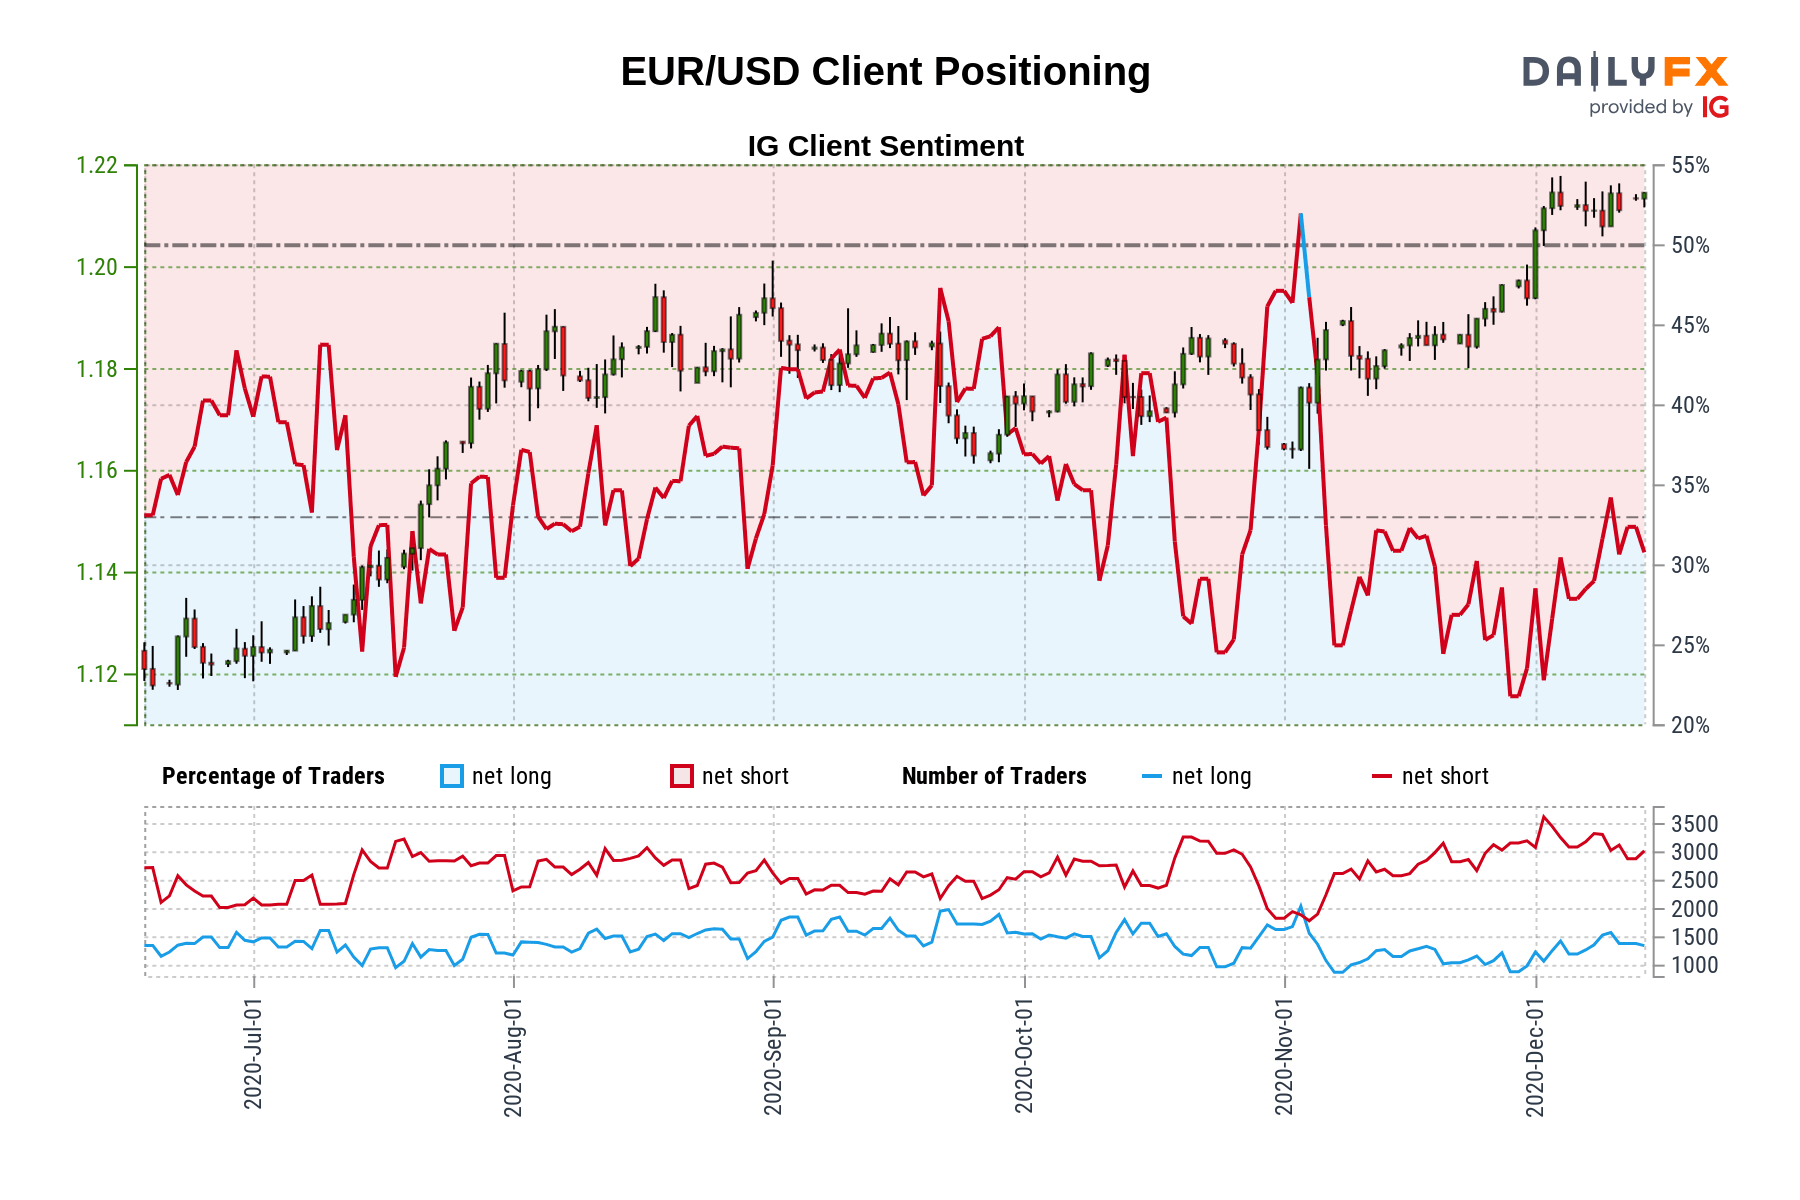 EUR/USD Client Positioning
DAILYFX
provided by IG
IG Client Sentiment
1.22
1.20
1.18
1.16
1.14
1.12
55%
50%
45%
40%
35%
30%
25%
20%
Percentage of Traders net long net short Number of Traders net long net short
3500
3000
2500
2000
1500
1000
2020-Jul-01
2020-Aug-01
2020-Sep-01
2020-Oct-01
2020-Nov-01
2020-Dec-01